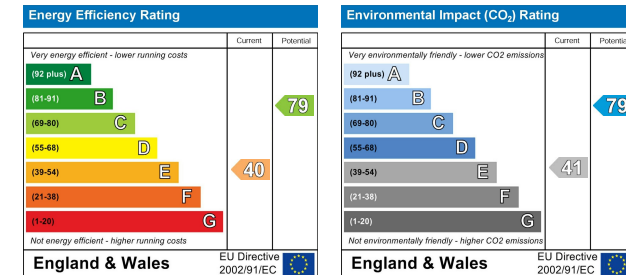 Energy Efficiency Rating
Current Potential
Very energy efficient - lower running costs
(92 plus) A
(81-91) B
(69-80) C
(55-68) D
(39-54) E
(21-38) F
(1-20) G
40
79
Not energy efficient - higher running costs
England & Wales
EU Directive
2002/91/EC
Environmental Impact (CO2) Rating
Current Potential
Very environmentally friendly - lower CO2 emissions
(92 plus) A
(81-91) B
(69-80) C
(55-68) D
(39-54) E
(21-38) F
(1-20) G
41
79
Not environmentally friendly - higher CO2 emissions
England & Wales
EU Directive
2002/91/EC